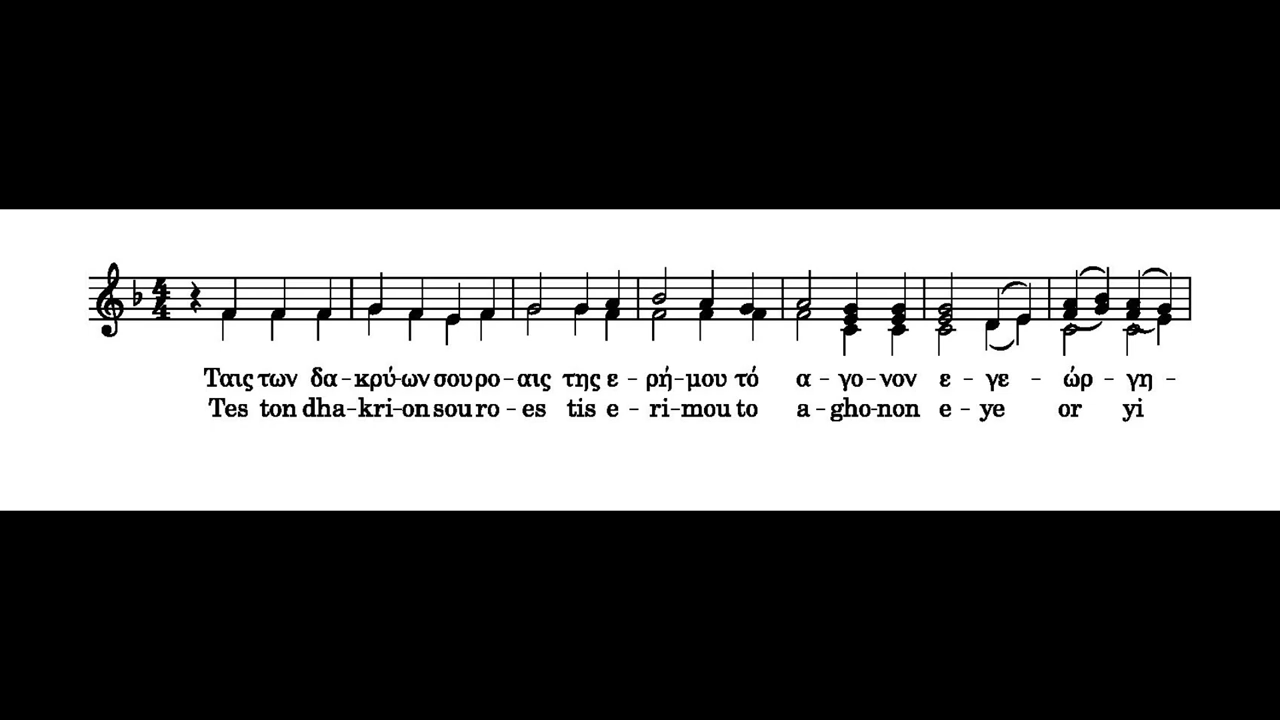 Ταις των δα-κρύ-ων σου ρο-αις της ε-ρή-μου τό α-γο-νον ε-γε-ώρ-γη-
Tes ton dha-kri-on sou ro-es tis e-ri-mou to a-gho-non e-ye or yi